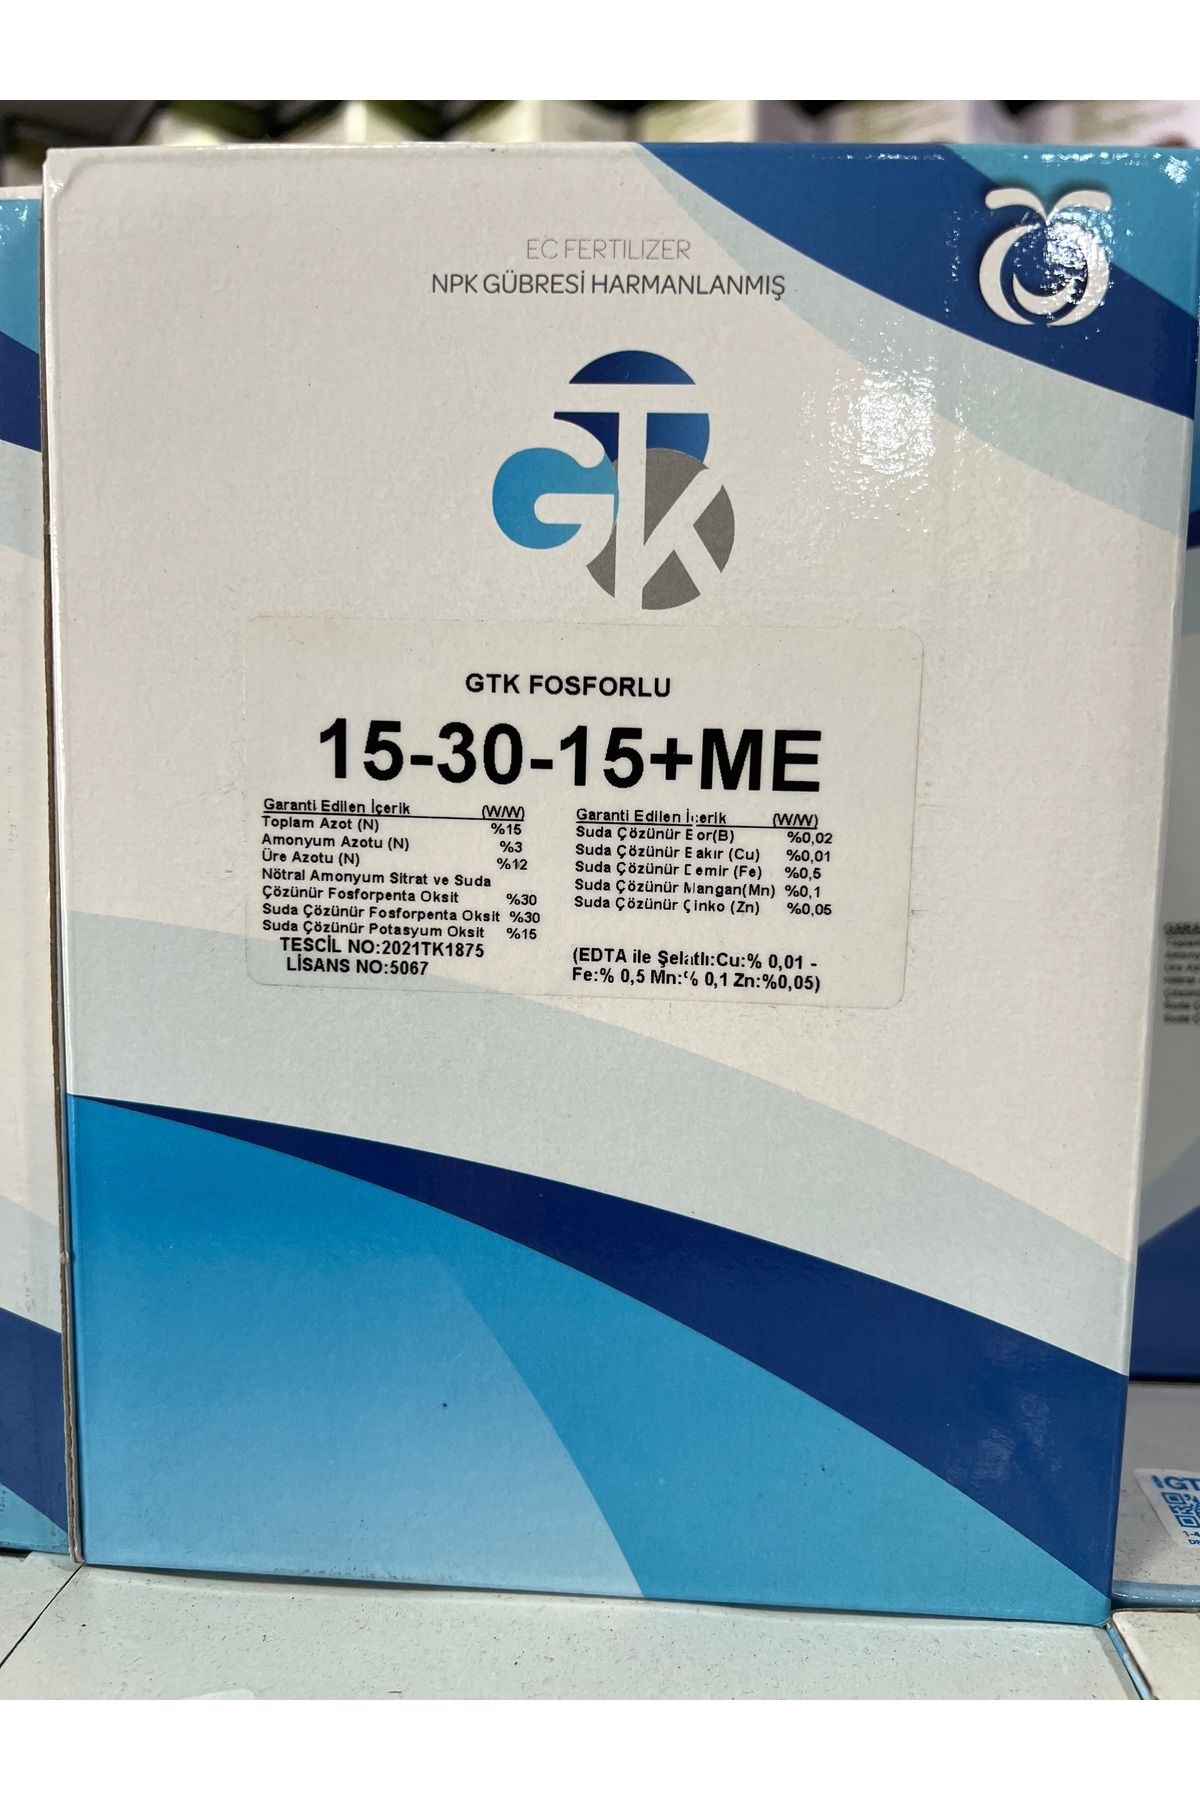 EC FERTILIZER
NPK GÜBRESİ HARMANLANMIŞ
GTK
GTK FOSFORLU
15-30-15+ME
Garanti Edilen İçerik (W/W)
Toplam Azot (N) %15
Amonyum Azotu (N) %3
Üre Azotu (N) %12
Nötral Amonyum Sitrat ve Suda
Çözünür Fosforpenta Oksit %30
Suda Çözünür Fosforpenta Oksit %30
Suda Çözünür Potasyum Oksit %15
TESCİL NO:2021TK1875
LİSANS NO:5067
Garanti Edilen İçerik (W/W)
Suda Çözünür Bor(B) %0,02
Suda Çözünür Bakır (Cu) %0,01
Suda Çözünür Demir (Fe) %0,5
Suda Çözünür Mangan(Mn) %0,1
Suda Çözünür Çinko (Zn) %0,05
(EDTA ile Şelatlı:Cu:% 0,01 -
Fe:% 0,5 Mn:% 0,1 Zn:%0,05)